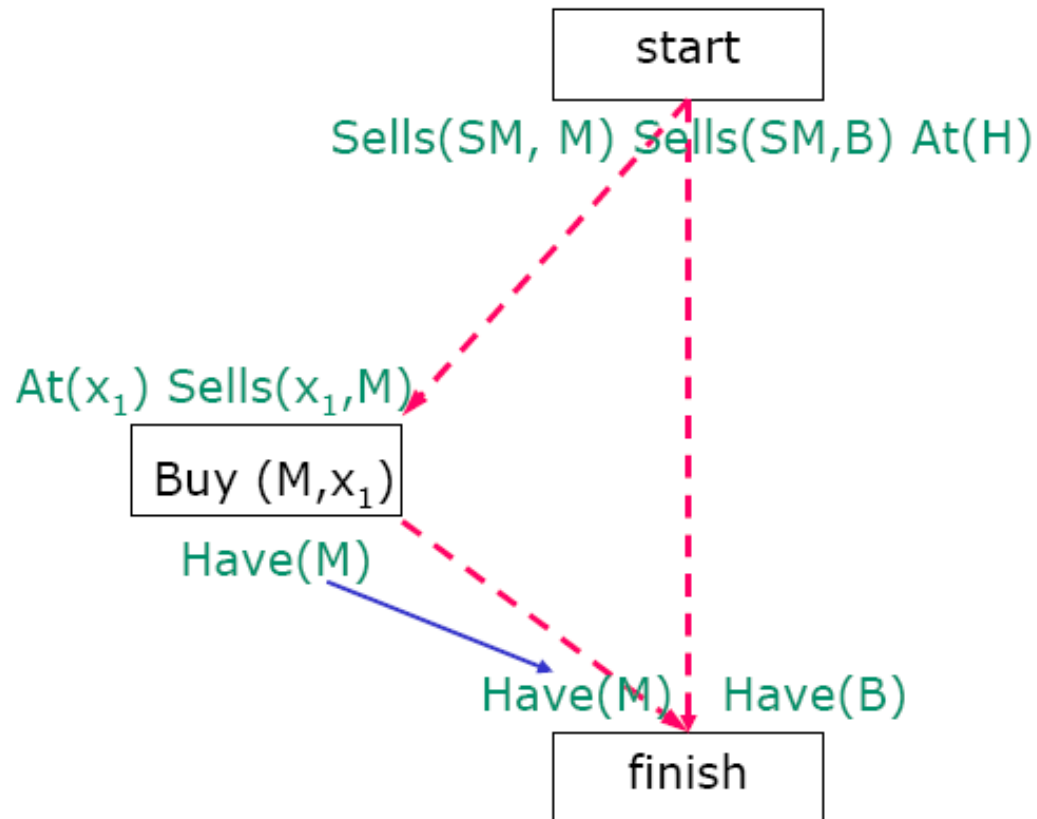 start
Sells(SM, M) Sells(SM,B) At(H)
At(x₁) Sells(x₁,M)
Buy (M,x₁)
Have(M)
Have(M) Have(B)
finish